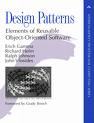 Design Patterns
Elements of Reusable
Object-Oriented Software
Erich Gamma
Richard Helm
Ralph Johnson
John Vlissides
Foreword by Grady Booch